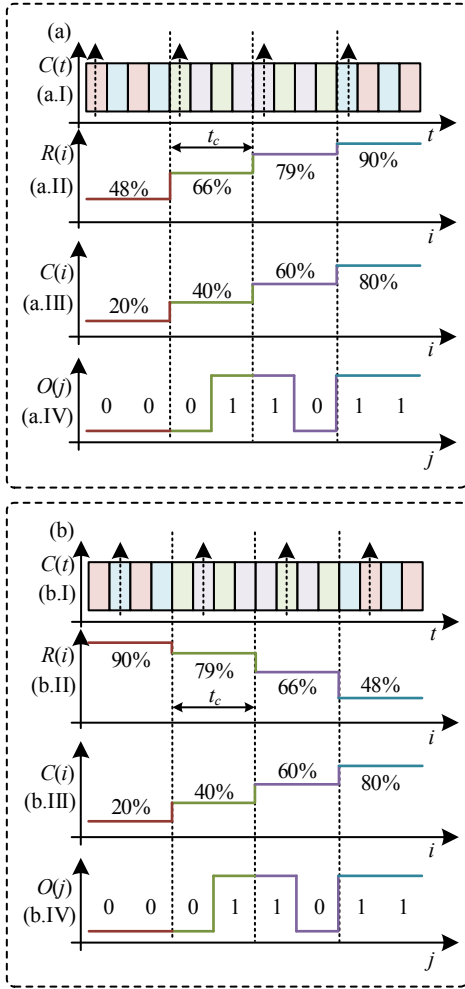 (a)
C(t)
(a.I)
t
R(i)
(a.II)
t_c
48%
66%
79%
90%
i
C(i)
(a.III)
20%
40%
60%
80%
i
O(j)
(a.IV)
0 0 0 1 1 0 1 1
j
(b)
C(t)
(b.I)
t
R(i)
(b.II)
90%
79%
66%
48%
t_c
i
C(i)
(b.III)
20%
40%
60%
80%
i
O(j)
(b.IV)
0 0 0 1 1 0 1 1
j